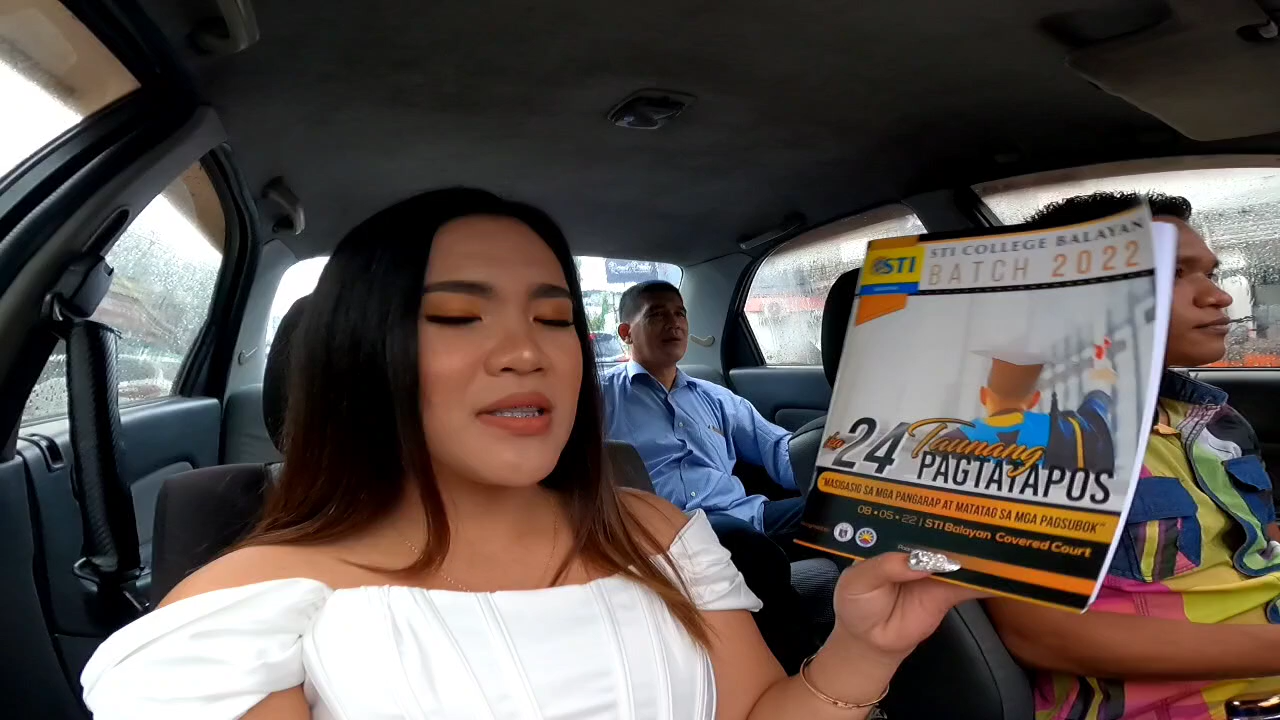 STI
STI COLLEGE BALAYAN
BATCH 2022
ika
24
Taunang
PAGTATAPOS
"MASIGASIG SA MGA PANGARAP AT MATATAG SA MGA PAGSUBOK"
08 • 05 • 22 | STI Balayan Covered Court